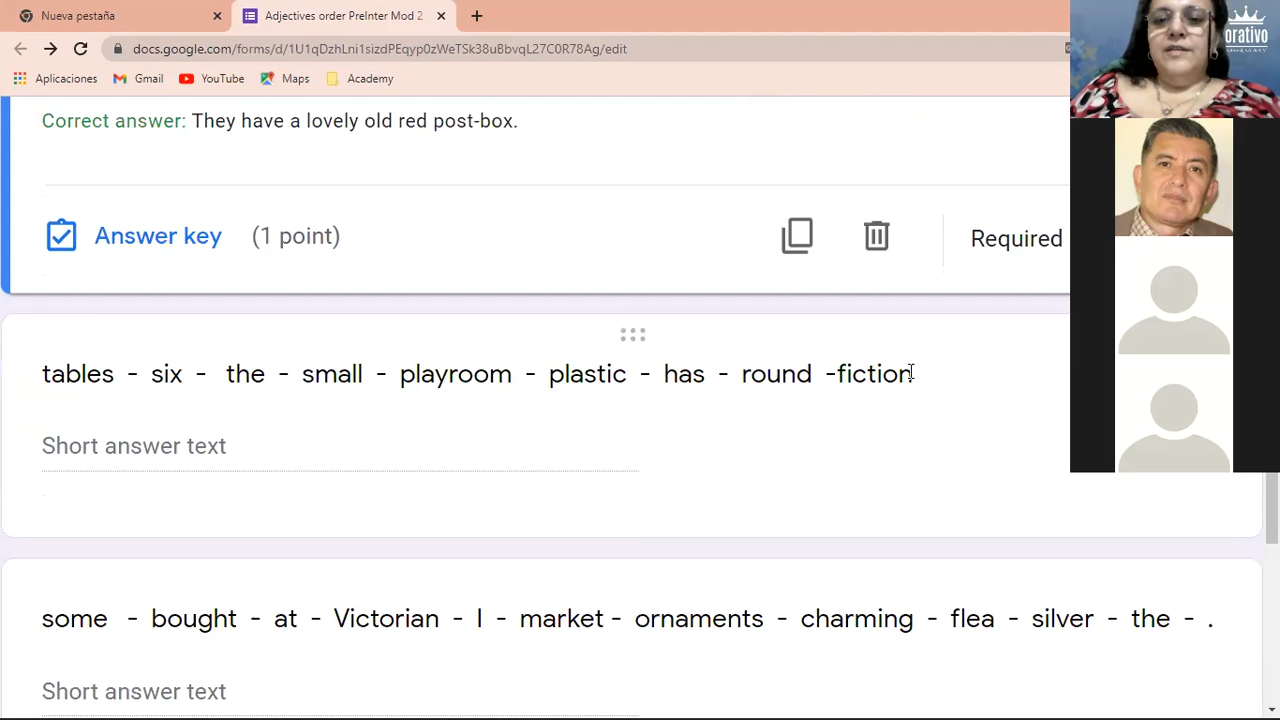 Nueva pestaña
Adjectives order PreInter Mod 2
docs.google.com/forms/d/1U1qDzhLni1sizdPEqyp0zWeTSk38uBbvqL27C0R78Ag/edit
Aplicaciones
Gmail
YouTube
Maps
Academy
orativo
Correct answer: They have a lovely old red post-box.
Answer key (1 point)
Required
tables - six - the - small - playroom - plastic - has - round -fiction
Short answer text
some - bought - at - Victorian - I - market - ornaments - charming - flea - silver - the - .
Short answer text